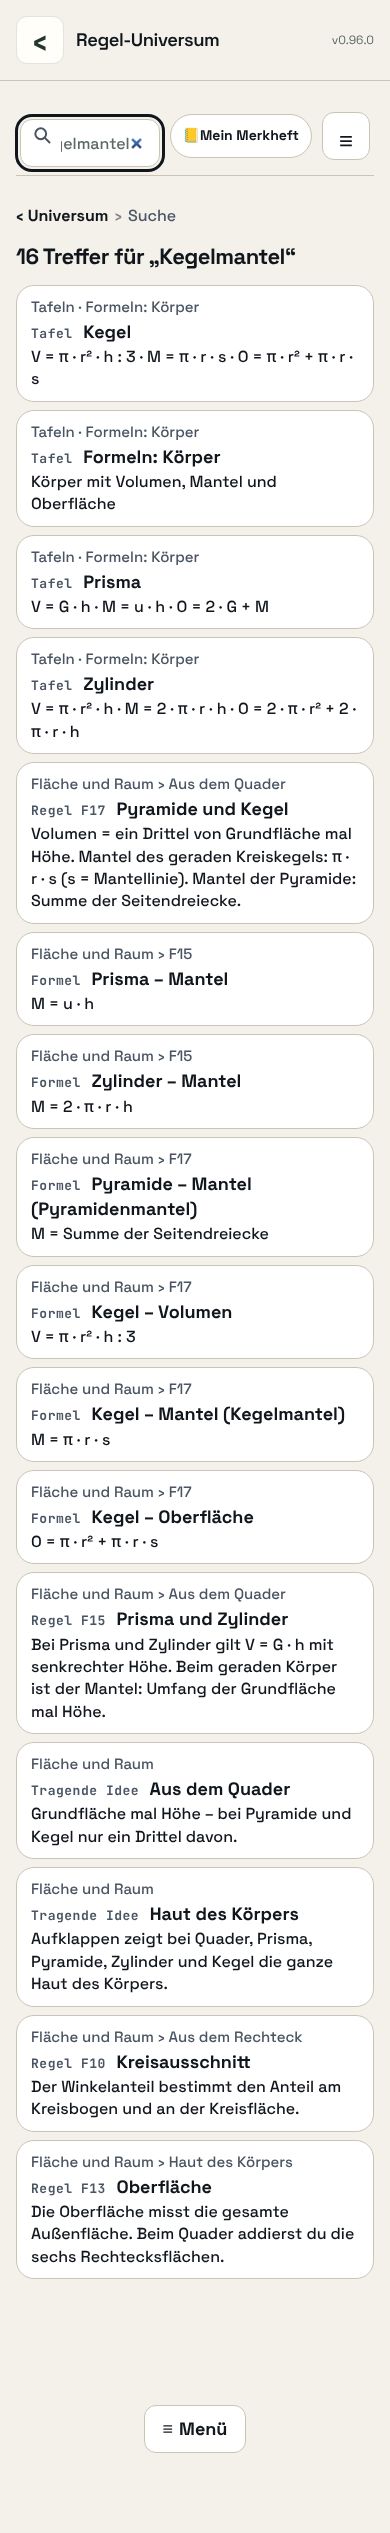 < Regel-Universum v0.96.0
gelmantel × 📒Mein Merkheft ≡
< Universum > Suche
16 Treffer für „Kegelmantel“
Tafeln · Formeln: Körper
Tafel Kegel
V = π · r² · h : 3 · M = π · r · s · O = π · r² + π · r ·
s
Tafeln · Formeln: Körper
Tafel Formeln: Körper
Körper mit Volumen, Mantel und
Oberfläche
Tafeln · Formeln: Körper
Tafel Prisma
V = G · h · M = u · h · O = 2 · G + M
Tafeln · Formeln: Körper
Tafel Zylinder
V = π · r² · h · M = 2 · π · r · h · O = 2 · π · r² + 2 ·
π · r · h
Fläche und Raum > Aus dem Quader
Regel F17 Pyramide und Kegel
Volumen = ein Drittel von Grundfläche mal
Höhe. Mantel des geraden Kreiskegels: π ·
r · s (s = Mantellinie). Mantel der Pyramide:
Summe der Seitendreiecke.
Fläche und Raum > F15
Formel Prisma – Mantel
M = u · h
Fläche und Raum > F15
Formel Zylinder – Mantel
M = 2 · π · r · h
Fläche und Raum > F17
Formel Pyramide – Mantel
(Pyramidenmantel)
M = Summe der Seitendreiecke
Fläche und Raum > F17
Formel Kegel – Volumen
V = π · r² · h : 3
Fläche und Raum > F17
Formel Kegel – Mantel (Kegelmantel)
M = π · r · s
Fläche und Raum > F17
Formel Kegel – Oberfläche
O = π · r² + π · r · s
Fläche und Raum > Aus dem Quader
Regel F15 Prisma und Zylinder
Bei Prisma und Zylinder gilt V = G · h mit
senkrechter Höhe. Beim geraden Körper
ist der Mantel: Umfang der Grundfläche
mal Höhe.
Fläche und Raum
Tragende Idee Aus dem Quader
Grundfläche mal Höhe – bei Pyramide und
Kegel nur ein Drittel davon.
Fläche und Raum
Tragende Idee Haut des Körpers
Aufklappen zeigt bei Quader, Prisma,
Pyramide, Zylinder und Kegel die ganze
Haut des Körpers.
Fläche und Raum > Aus dem Rechteck
Regel F10 Kreisausschnitt
Der Winkelanteil bestimmt den Anteil am
Kreisbogen und an der Kreisfläche.
Fläche und Raum > Haut des Körpers
Regel F13 Oberfläche
Die Oberfläche misst die gesamte
Außenfläche. Beim Quader addierst du die
sechs Rechtecksflächen.
≡ Menü